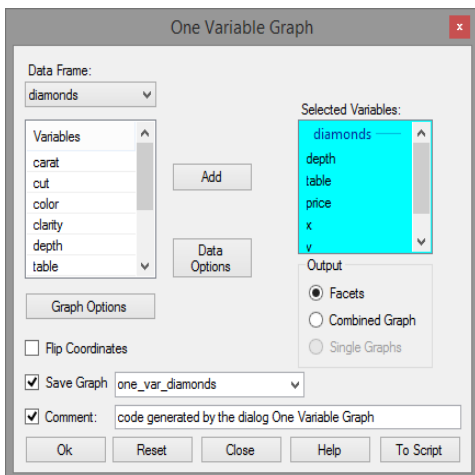 One Variable Graph
x
Data Frame:
diamonds
Variables
carat
cut
color
clarity
depth
table
Add
Data
Options
Selected Variables:
diamonds
depth
table
price
x
Graph Options
Output
Facets
Combined Graph
Single Graphs
Flip Coordinates
Save Graph one_var_diamonds
Comment: code generated by the dialog One Variable Graph
Ok Reset Close Help To Script